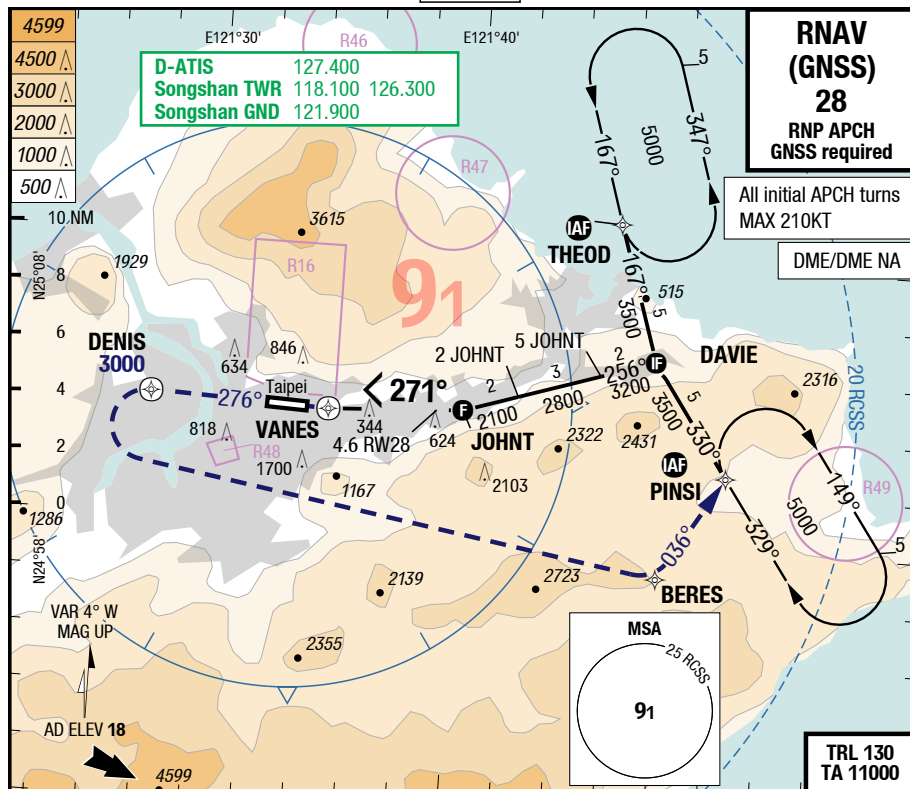 4599
4500
3000
2000
1000
500
E121°30'
R46
E121°40'
D-ATIS 127.400
Songshan TWR 118.100 126.300
Songshan GND 121.900
RNAV
(GNSS)
28
RNP APCH
GNSS required
All initial APCH turns
MAX 210KT
DME/DME NA
5
347°
5000
167°
R47
10 NM
3615
IAF
THEOD
167°
N25°08'
8
1929
R16
91
3500
5
515
6
DENIS
3000
634
846
2 JOHNT
5 JOHNT
DAVIE
IF
2
256°
3200
4
276°
Taipei
271°
2
3
2800
2100
F
JOHNT
VANES
344
4.6 RW28
624
5
3500
330°
2316
20 RCSS
818
R48
1700
2
2322
2431
IAF
PINSI
1167
2103
149°
R49
5000
329°
5
0
1286
N24°58'
036°
BERES
2139
2723
VAR 4° W
MAG UP
2355
MSA
25 RCSS
91
AD ELEV 18
4599
TRL 130
TA 11000